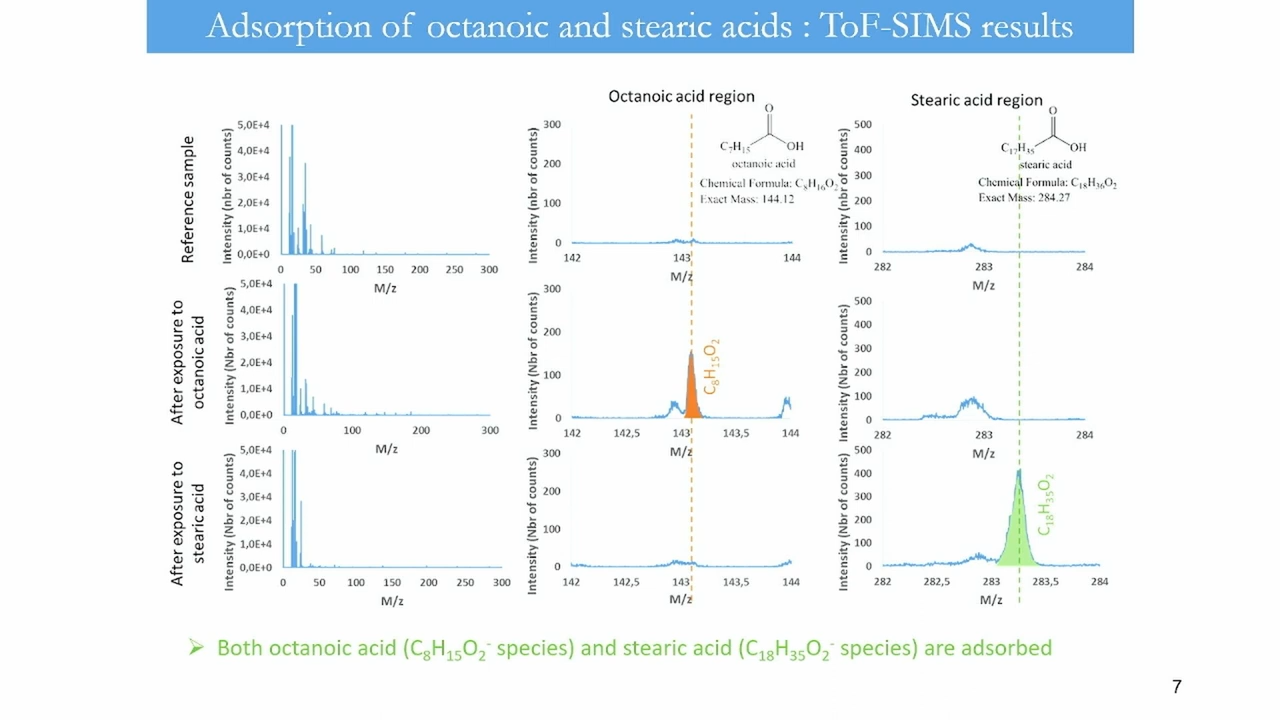 Adsorption of octanoic and stearic acids : ToF-SIMS results
Octanoic acid region
Stearic acid region
Reference sample
Intensity (nbr of counts)
5,0E+4
4,0E+4
3,0E+4
2,0E+4
1,0E+4
0,0E+0
0 50 100 150 200 250 300
M/z
Intensity (nbr of counts)
300
200
100
0
142 143 144
M/z
O
C7H15 OH
octanoic acid
Chemical Formula: C8H16O2
Exact Mass: 144.12
Intensity (nbr of counts)
500
400
300
200
100
0
282 283 284
M/z
O
C17H35 OH
stearic acid
Chemical Formula: C18H36O2
Exact Mass: 284.27
After exposure to
octanoic acid
Intensity (Nbr of counts)
5,0E+4
4,0E+4
3,0E+4
2,0E+4
1,0E+4
0,0E+0
0 100 200 300
M/z
Intensity (Nbr of counts)
300
200
100
0
142 142,5 143 143,5 144
M/z
C8H15O2
Intensity (Nbr of counts)
500
400
300
200
100
0
282 283 284
M/z
After exposure to
stearic acid
Intensity (Nbr of counts)
5,0E+4
4,0E+4
3,0E+4
2,0E+4
1,0E+4
0,0E+0
0 50 100 150 200 250 300
M/z
Intensity (Nbr of counts)
300
200
100
0
142 142,5 143 143,5 144
M/z
Intensity (Nbr of counts)
500
400
300
200
100
0
282 282,5 283 283,5 284
M/z
C18H35O2
➢ Both octanoic acid (C8H15O2- species) and stearic acid (C18H35O2- species) are adsorbed
7